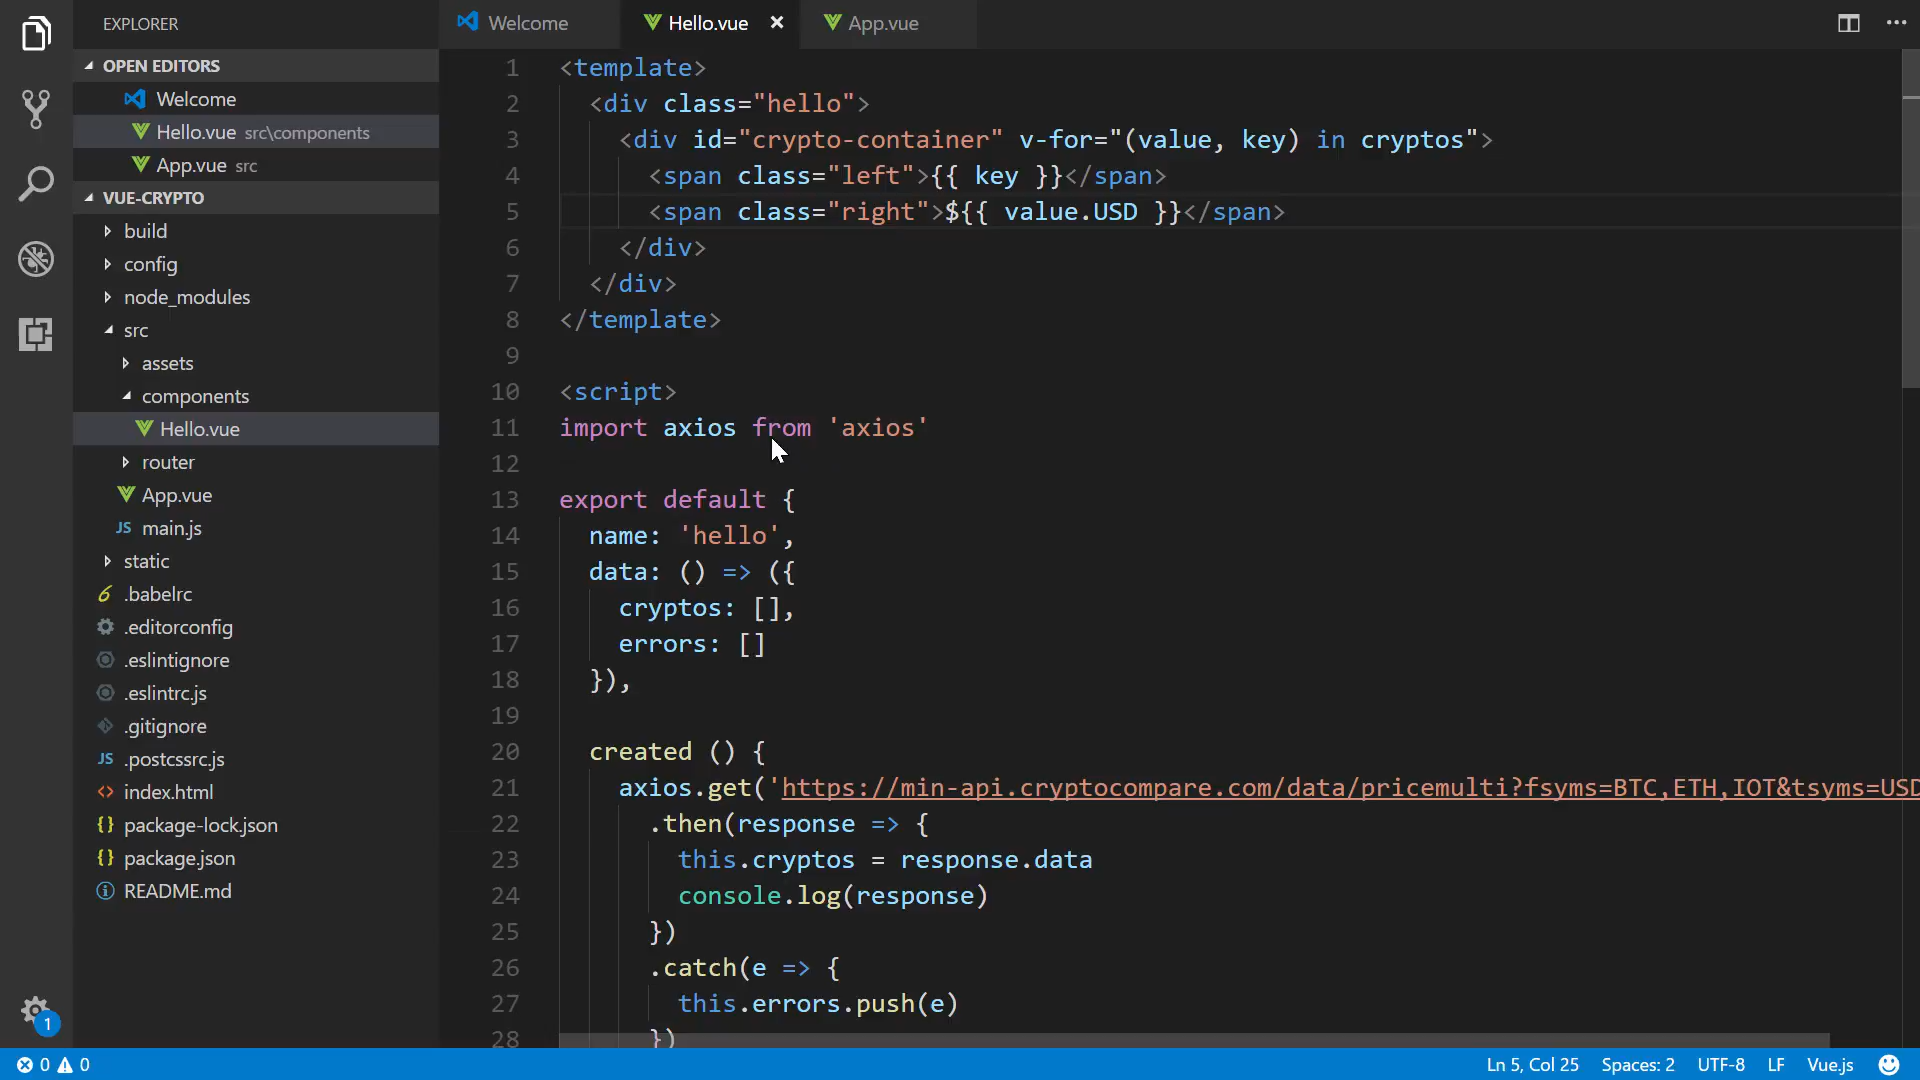 EXPLORER
OPEN EDITORS
Welcome
Hello.vue src\components
App.vue src
VUE-CRYPTO
build
config
node_modules
src
assets
components
Hello.vue
router
App.vue
JS main.js
static
.babelrc
.editorconfig
.eslintignore
.eslintrc.js
.gitignore
JS .postcssrc.js
<> index.html
{} package-lock.json
{} package.json
README.md
1
Welcome
Hello.vue
App.vue
1 <template>
2 <div class="hello">
3 <div id="crypto-container" v-for="(value, key) in cryptos">
4 <span class="left">{{ key }}</span>
5 <span class="right">${{ value.USD }}</span>
6 </div>
7 </div>
8 </template>
9
10 <script>
11 import axios from 'axios'
12
13 export default {
14 name: 'hello',
15 data: () => ({
16 cryptos: [],
17 errors: []
18 }),
19
20 created () {
21 axios.get('https://min-api.cryptocompare.com/data/pricemulti?fsyms=BTC,ETH,IOT&tsyms=USD
22 .then(response => {
23 this.cryptos = response.data
24 console.log(response)
25 })
26 .catch(e => {
27 this.errors.push(e)
28 })
0 0
Ln 5, Col 25 Spaces: 2 UTF-8 LF Vue.js